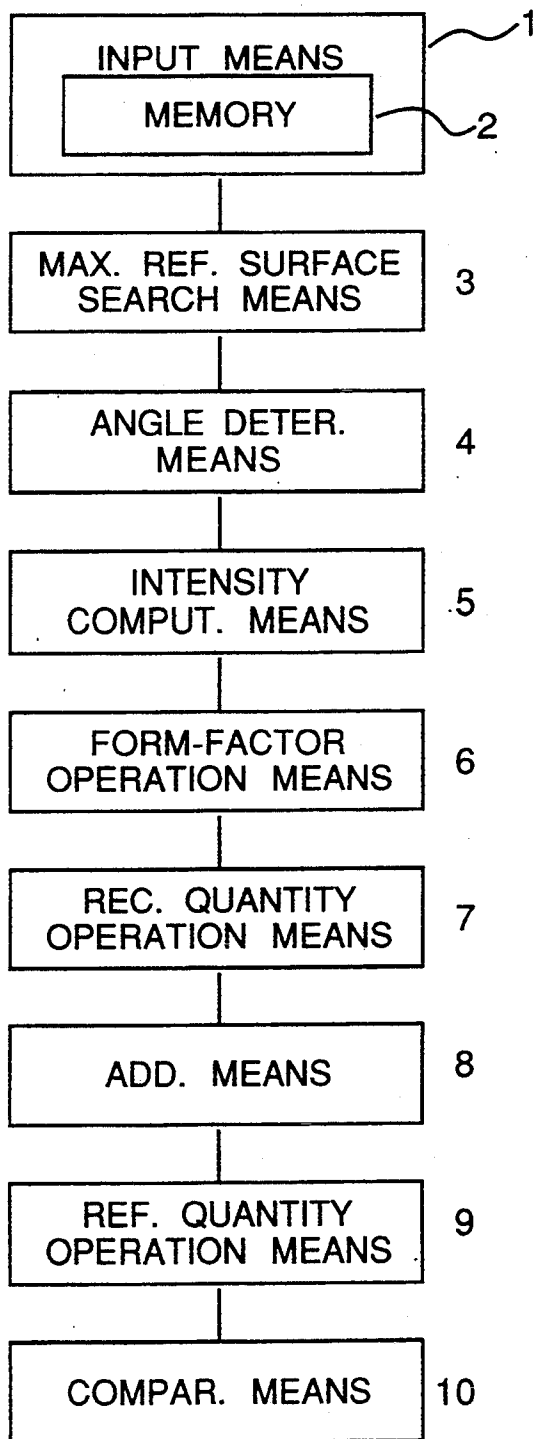 1
INPUT MEANS
MEMORY
2
MAX. REF. SURFACE
SEARCH MEANS
3
ANGLE DETER.
MEANS
4
INTENSITY
COMPUT. MEANS
5
FORM-FACTOR
OPERATION MEANS
6
REC. QUANTITY
OPERATION MEANS
7
ADD. MEANS
8
REF. QUANTITY
OPERATION MEANS
9
COMPAR. MEANS
10